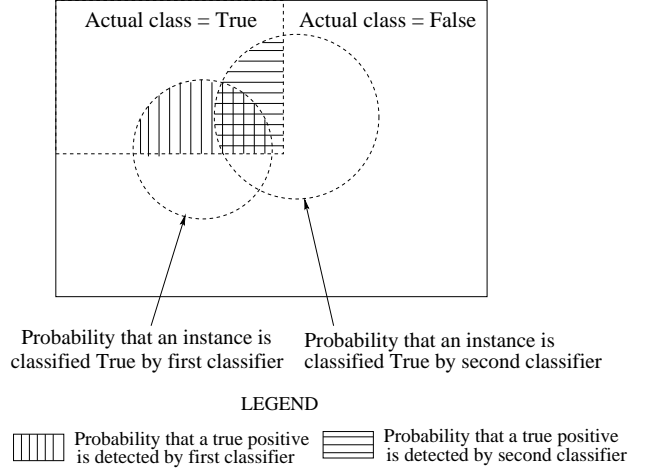 Actual class = True
Actual class = False
Probability that an instance is
classified True by first classifier
Probability that an instance is
classified True by second classifier
LEGEND
Probability that a true positive
is detected by first classifier
Probability that a true positive
is detected by second classifier